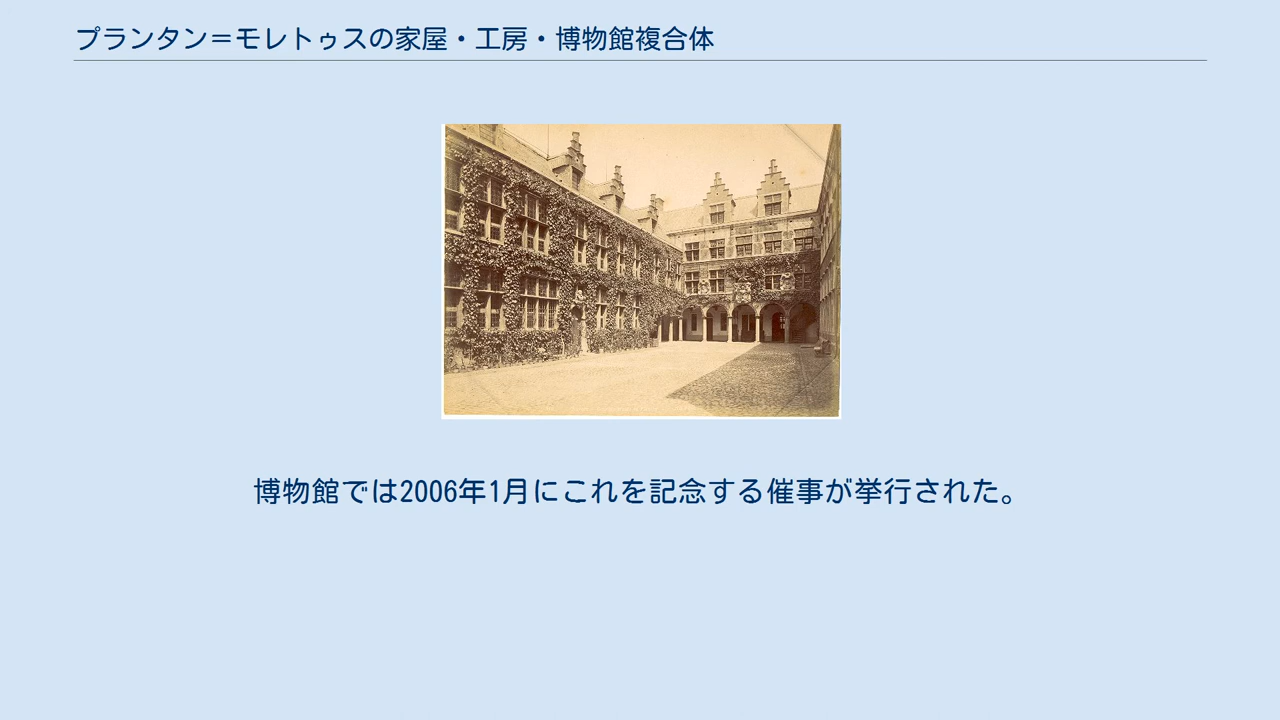 プランタン＝モレトゥスの家屋・工房・博物館複合体
博物館では2006年1月にこれを記念する催事が挙行された。